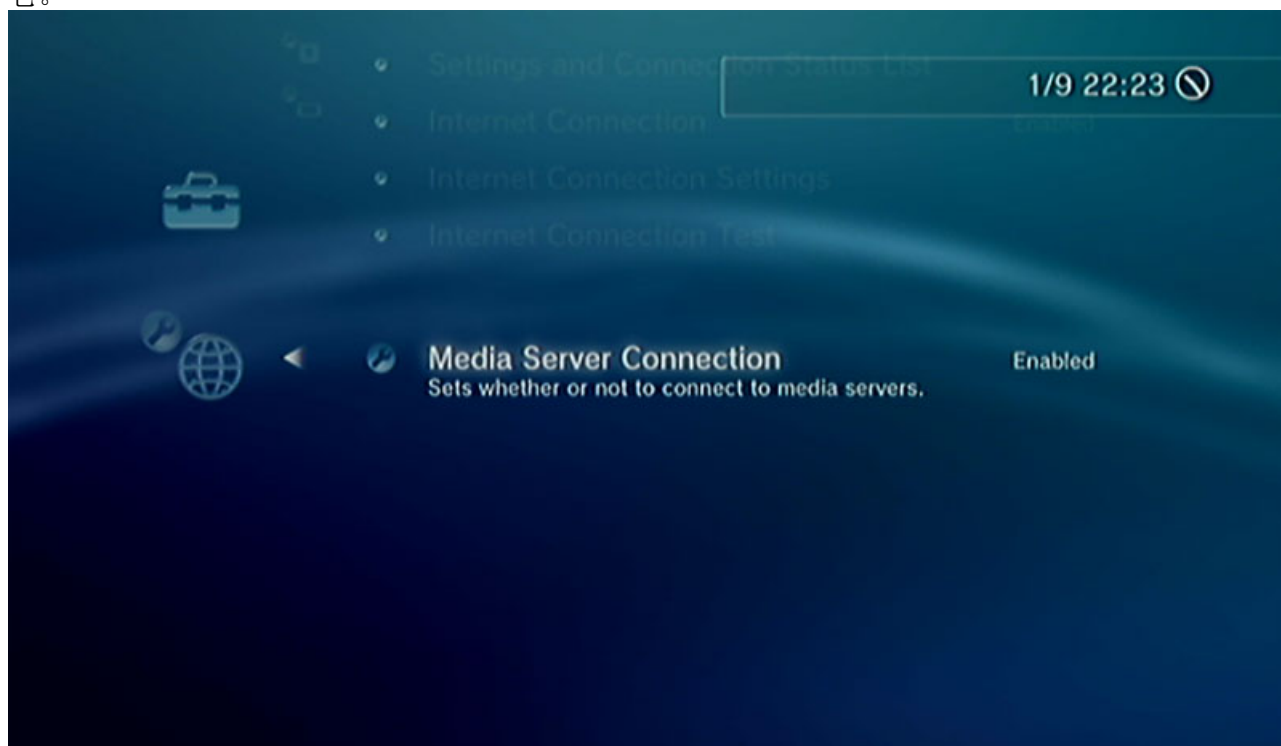 Settings and Connection Status List
1/9 22:23
Internet Connection Enabled
Internet Connection Settings
Internet Connection Test
Media Server Connection Enabled
Sets whether or not to connect to media servers.